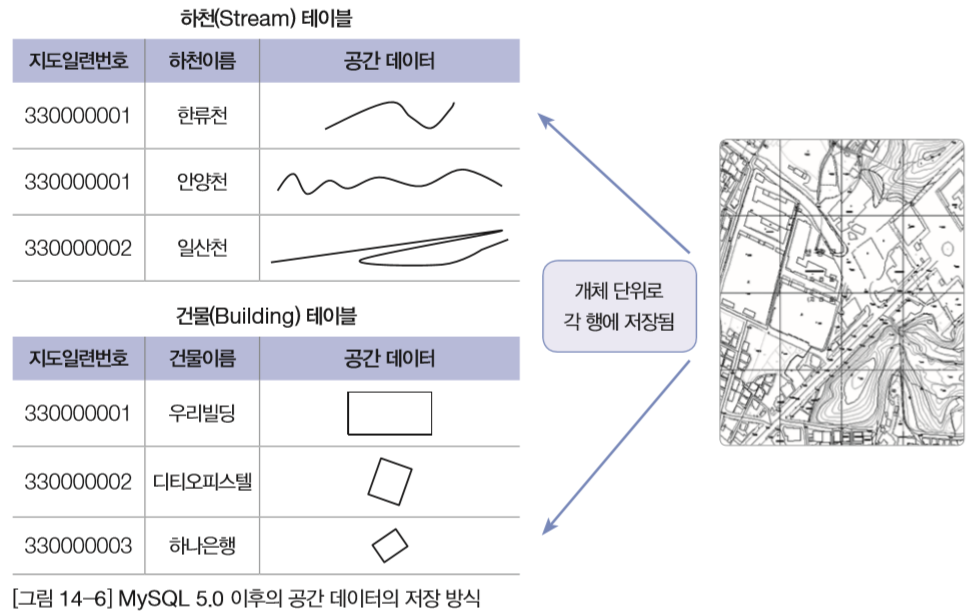 하천(Stream) 테이블
지도일련번호 하천이름 공간 데이터
330000001 한류천
330000001 안양천
330000002 일산천
건물(Building) 테이블
지도일련번호 건물이름 공간 데이터
330000001 우리빌딩
330000002 디티오피스텔
330000003 하나은행
개체 단위로
각 행에 저장됨
[그림 14-6] MySQL 5.0 이후의 공간 데이터의 저장 방식